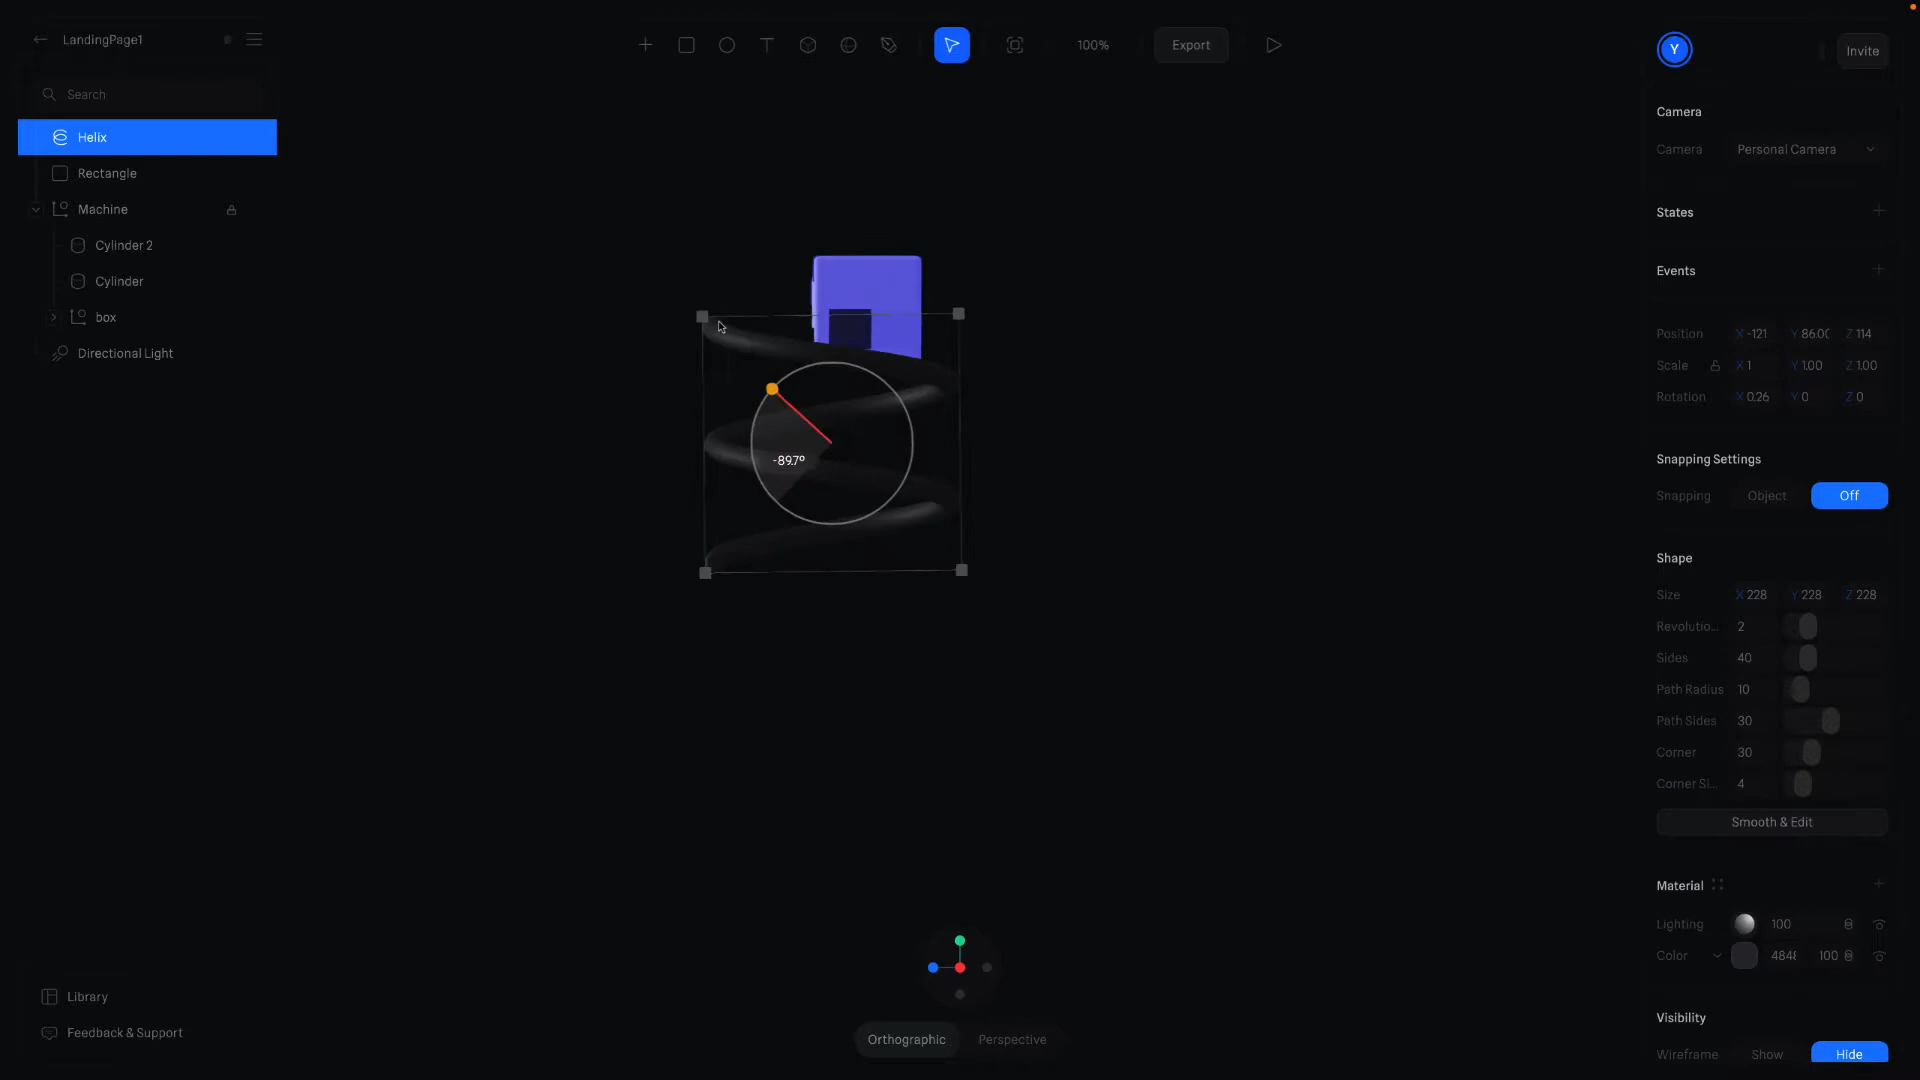 LandingPage1
Search
Helix
Rectangle
Machine
Cylinder 2
Cylinder
box
Directional Light
Library
Feedback & Support
T
100%
Export
-89.7º
Orthographic
Perspective
Y
Invite
Camera
Camera
Personal Camera
States
Events
Position X -121 Y 86.00 Z 114
Scale X 1 Y 1.00 Z 1.00
Rotation X 0.26 Y 0 Z 0
Snapping Settings
Snapping Object Off
Shape
Size X 228 Y 228 Z 228
Revolutio... 2
Sides 40
Path Radius 10
Path Sides 30
Corner 30
Corner Si... 4
Smooth & Edit
Material
Lighting 100
Color 4848 100
Visibility
Wireframe Show Hide